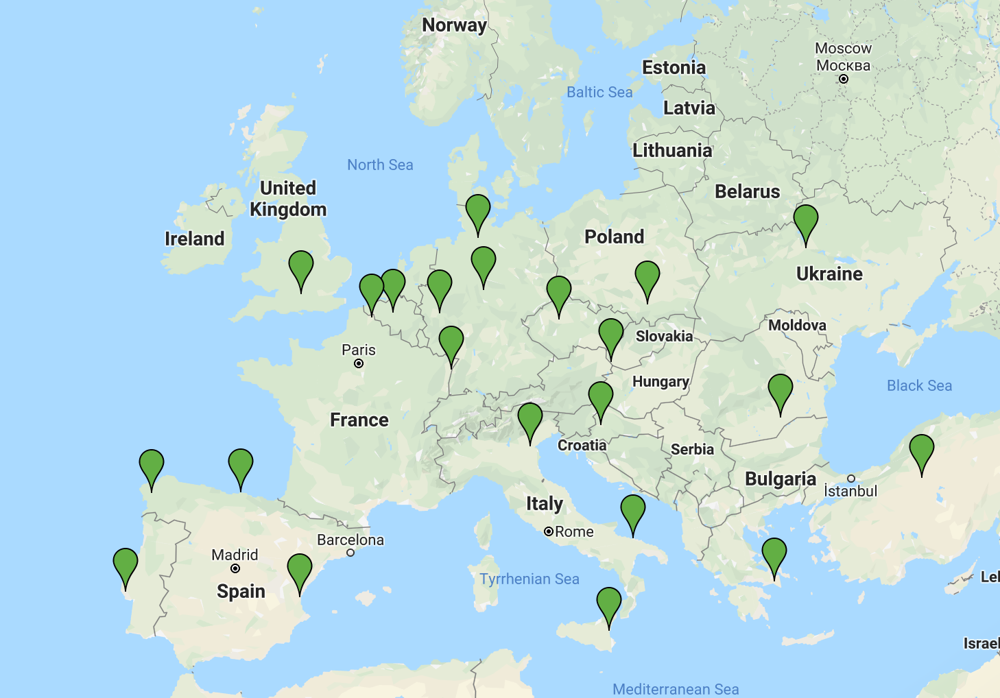 Norway
Moscow
Москва
Estonia
Baltic Sea
Latvia
Lithuania
North Sea
United
Kingdom
Belarus
Ireland
Poland
Ukraine
Moldova
Slovakia
Paris
Hungary
Black Sea
France
Croatia
Serbia
Bulgaria
İstanbul
Italy
Rome
Barcelona
Madrid
Spain
Tyrrhenian Sea
Lel
Israel
Mediterranean Sea